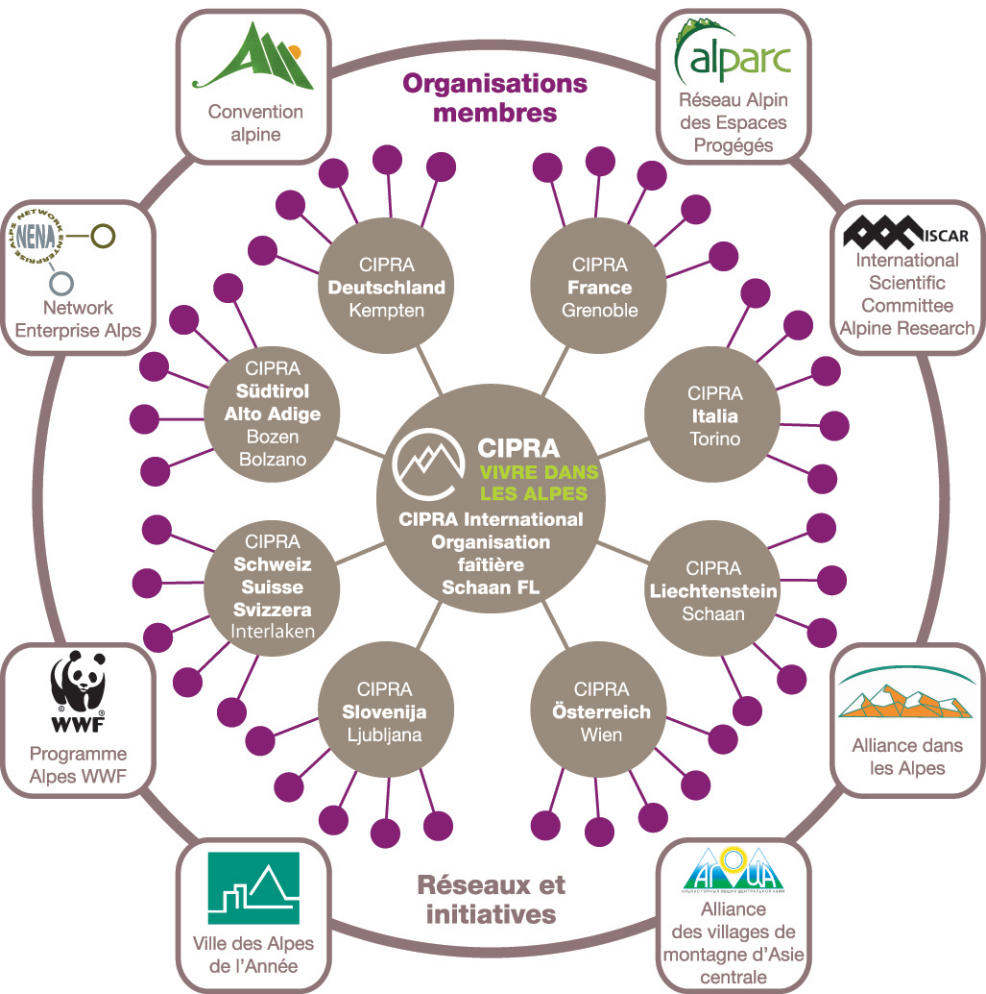 Organisations
membres
Convention
alpine
alparc
Réseau Alpin
des Espaces
Progégés
NENA
ALPS NETWORK ENTERPRISE
Network
Enterprise Alps
ISCAR
International
Scientific
Committee
Alpine Research
CIPRA
Deutschland
Kempten
CIPRA
France
Grenoble
CIPRA
Südtirol
Alto Adige
Bozen
Bolzano
CIPRA
Italia
Torino
CIPRA
VIVRE DANS
LES ALPES
CIPRA International
Organisation
faîtière
Schaan FL
CIPRA
Schweiz
Suisse
Svizzera
Interlaken
CIPRA
Liechtenstein
Schaan
CIPRA
Slovenija
Ljubljana
CIPRA
Österreich
Wien
© ®
WWF
Programme
Alpes WWF
Alliance dans
les Alpes
Ville des Alpes
de l'Année
Réseaux et
initiatives
Alliance
des villages de
montagne d'Asie
centrale